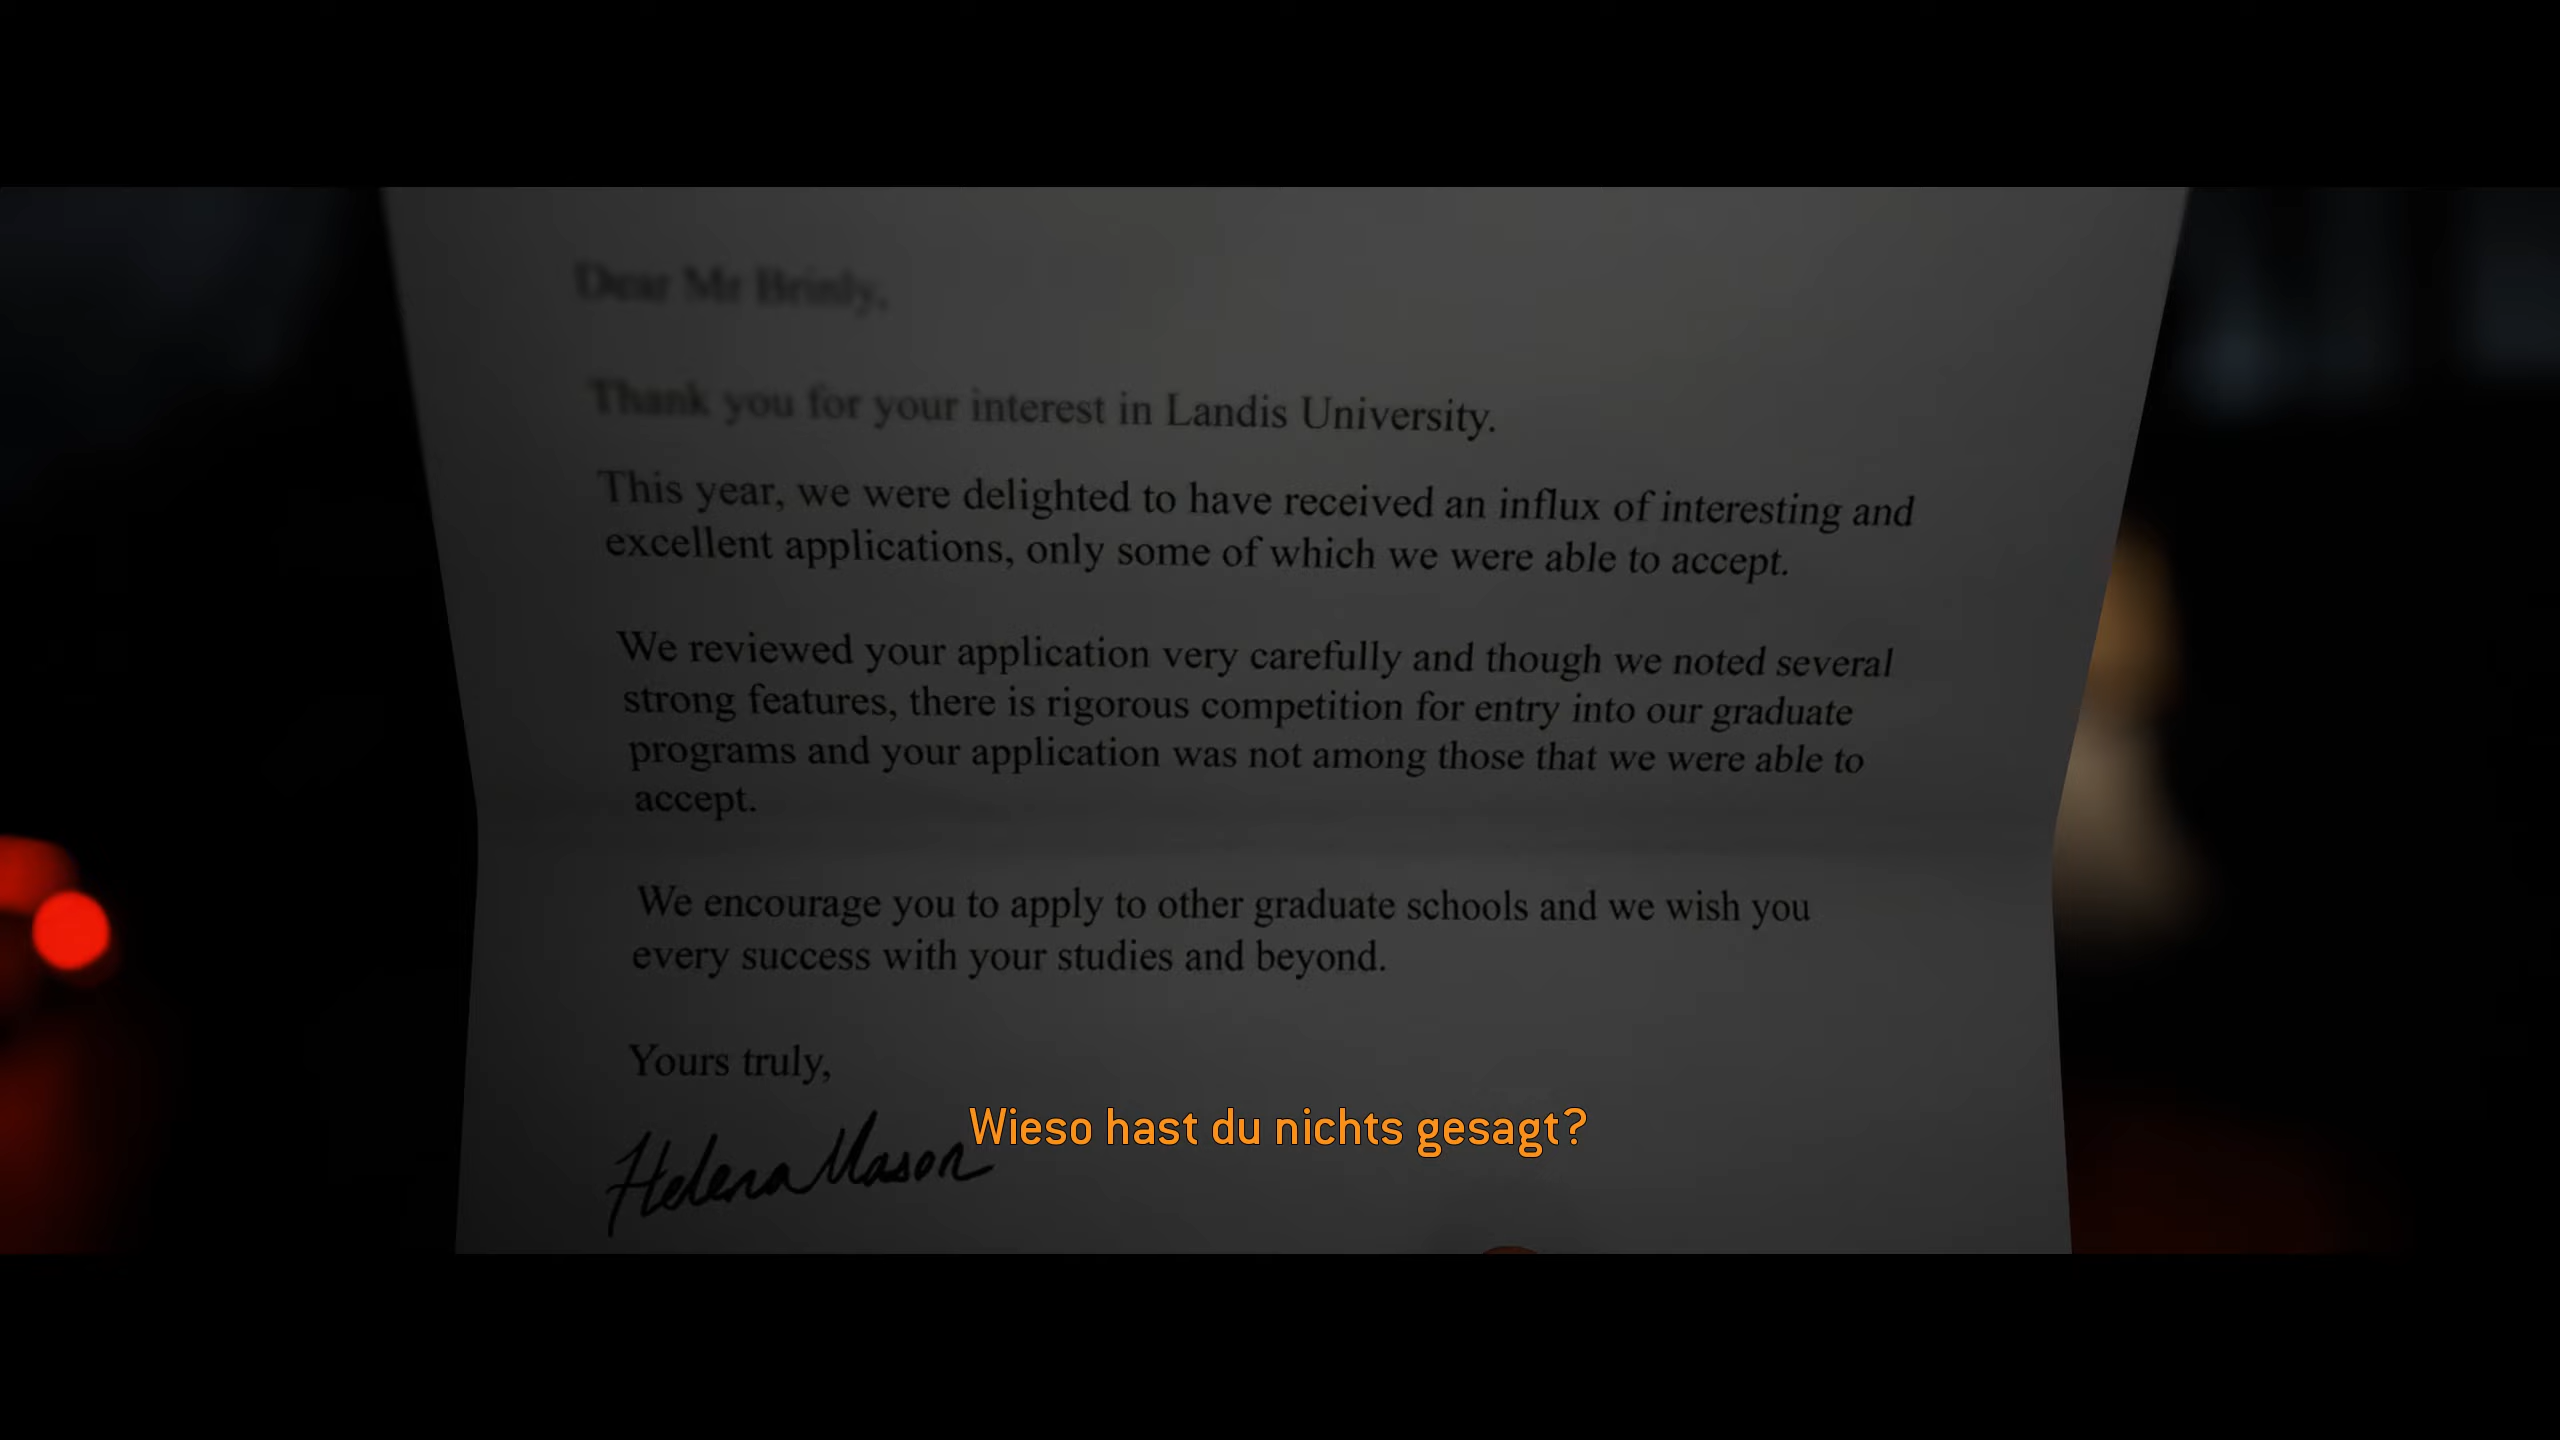 Dear Mr Brinly,
Thank you for your interest in Landis University.
This year, we were delighted to have received an influx of interesting and
excellent applications, only some of which we were able to accept.
We reviewed your application very carefully and though we noted several
strong features, there is rigorous competition for entry into our graduate
programs and your application was not among those that we were able to
accept.
We encourage you to apply to other graduate schools and we wish you
every success with your studies and beyond.
Yours truly,
Wieso hast du nichts gesagt?
Helena Mason